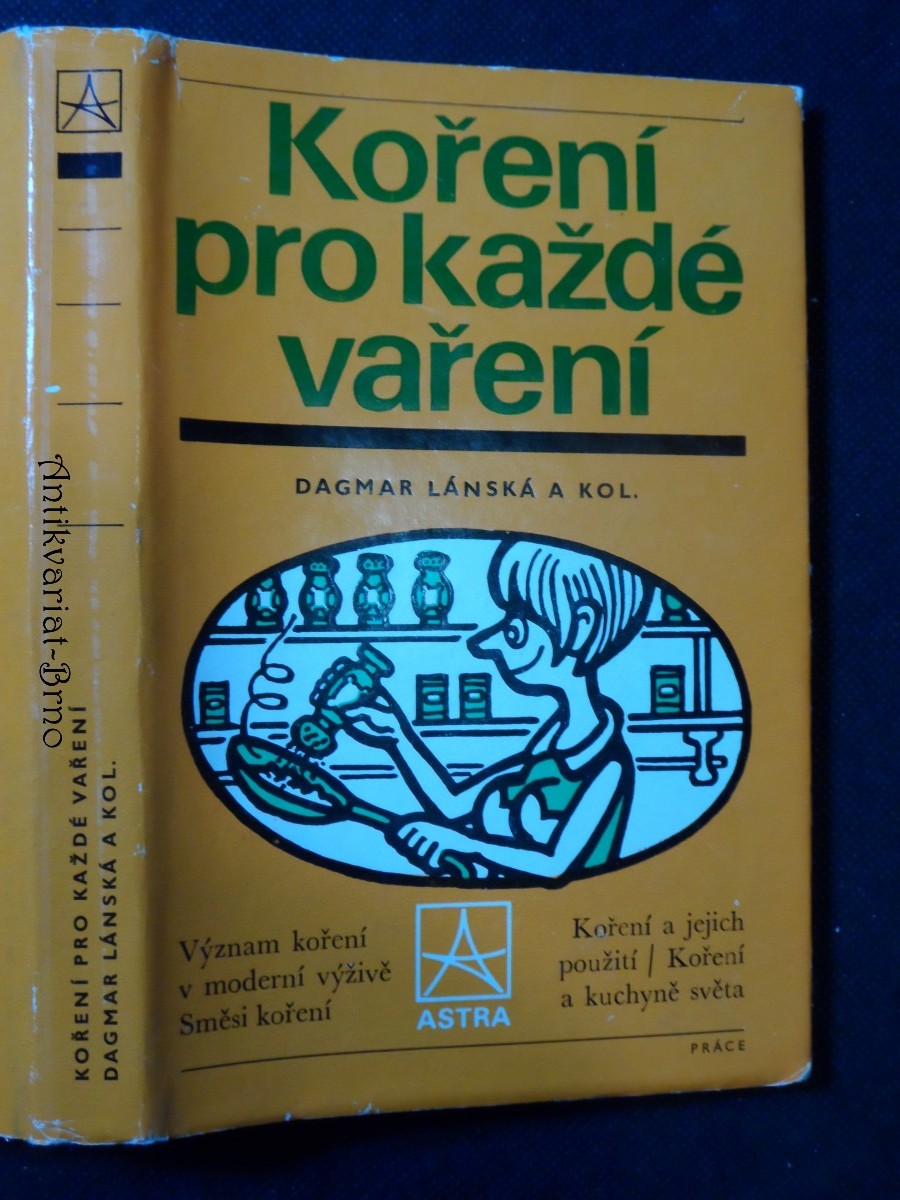 Koření
pro každé
vaření
DAGMAR LÁNSKÁ A KOL.
Význam koření
v moderní výživě
Směsi koření
ASTRA
Koření a jejich
použití / Koření
a kuchyně světa
PRÁCE
KOŘENÍ PRO KAŽDÉ VAŘENÍ
DAGMAR LÁNSKÁ A KOL.
Antikvariat-Brno